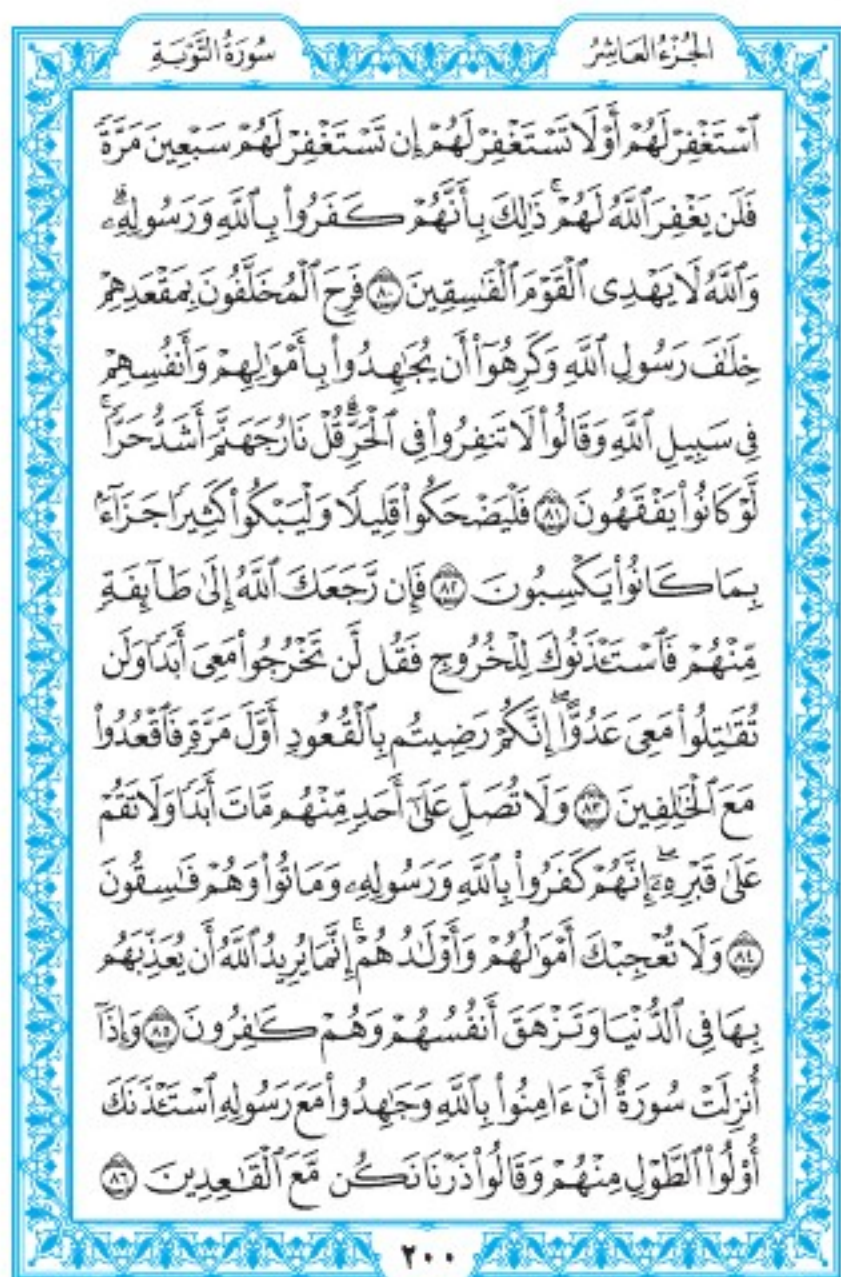 الجُزْءُ العَاشِرُ
سُورَةُ التَّوْبَةِ
ٱسْتَغْفِرْ لَهُمْ أَوْ لَا تَسْتَغْفِرْ لَهُمْ إِن تَسْتَغْفِرْ لَهُمْ سَبْعِينَ مَرَّةً
فَلَن يَغْفِرَ ٱللَّهُ لَهُمْ ۚ ذَٰلِكَ بِأَنَّهُمْ كَفَرُوا۟ بِٱللَّهِ وَرَسُولِهِۦ ۗ
وَٱللَّهُ لَا يَهْدِى ٱلْقَوْمَ ٱلْفَـٰسِقِينَ ۝٨٠ فَرِحَ ٱلْمُخَلَّفُونَ بِمَقْعَدِهِمْ
خِلَـٰفَ رَسُولِ ٱللَّهِ وَكَرِهُوٓا۟ أَن يُجَـٰهِدُوا۟ بِأَمْوَٰلِهِمْ وَأَنفُسِهِمْ
فِى سَبِيلِ ٱللَّهِ وَقَالُوا۟ لَا تَنفِرُوا۟ فِى ٱلْحَرِّ ۗ قُلْ نَارُ جَهَنَّمَ أَشَدُّ حَرًّا ۚ
لَّوْ كَانُوا۟ يَفْقَهُونَ ۝٨١ فَلْيَضْحَكُوا۟ قَلِيلًا وَلْيَبْكُوا۟ كَثِيرًا جَزَآءًۢ
بِمَا كَانُوا۟ يَكْسِبُونَ ۝٨٢ فَإِن رَّجَعَكَ ٱللَّهُ إِلَىٰ طَآئِفَةٍ
مِّنْهُمْ فَٱسْتَـْٔذَنُوكَ لِلْخُرُوجِ فَقُل لَّن تَخْرُجُوا۟ مَعِىَ أَبَدًا وَلَن
تُقَـٰتِلُوا۟ مَعِىَ عَدُوًّا ۖ إِنَّكُمْ رَضِيتُم بِٱلْقُعُودِ أَوَّلَ مَرَّةٍ فَٱقْعُدُوا۟
مَعَ ٱلْخَـٰلِفِينَ ۝٨٣ وَلَا تُصَلِّ عَلَىٰٓ أَحَدٍ مِّنْهُم مَّاتَ أَبَدًا وَلَا تَقُمْ
عَلَىٰ قَبْرِهِۦٓ ۖ إِنَّهُمْ كَفَرُوا۟ بِٱللَّهِ وَرَسُولِهِۦ وَمَاتُوا۟ وَهُمْ فَـٰسِقُونَ
۝٨٤ وَلَا تُعْجِبْكَ أَمْوَٰلُهُمْ وَأَوْلَـٰدُهُمْ ۚ إِنَّمَا يُرِيدُ ٱللَّهُ أَن يُعَذِّبَهُم
بِهَا فِى ٱلدُّنْيَا وَتَزْهَقَ أَنفُسُهُمْ وَهُمْ كَـٰفِرُونَ ۝٨٥ وَإِذَآ
أُنزِلَتْ سُورَةٌ أَنْ ءَامِنُوا۟ بِٱللَّهِ وَجَـٰهِدُوا۟ مَعَ رَسُولِهِ ٱسْتَـْٔذَنَكَ
أُو۟لُوا۟ ٱلطَّوْلِ مِنْهُمْ وَقَالُوا۟ ذَرْنَا نَكُن مَّعَ ٱلْقَـٰعِدِينَ ۝٨٦
٢٠٠